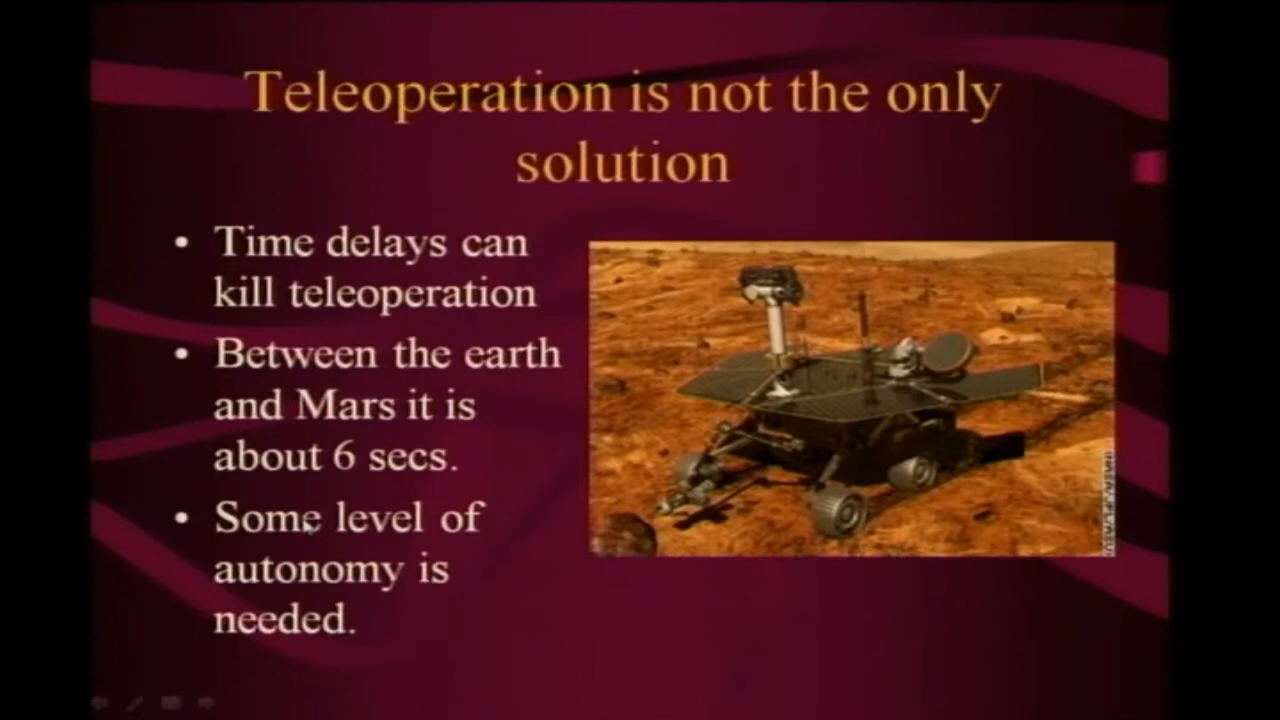 Teleoperation is not the only
solution
• Time delays can
kill teleoperation
• Between the earth
and Mars it is
about 6 secs.
• Some level of
autonomy is
needed.